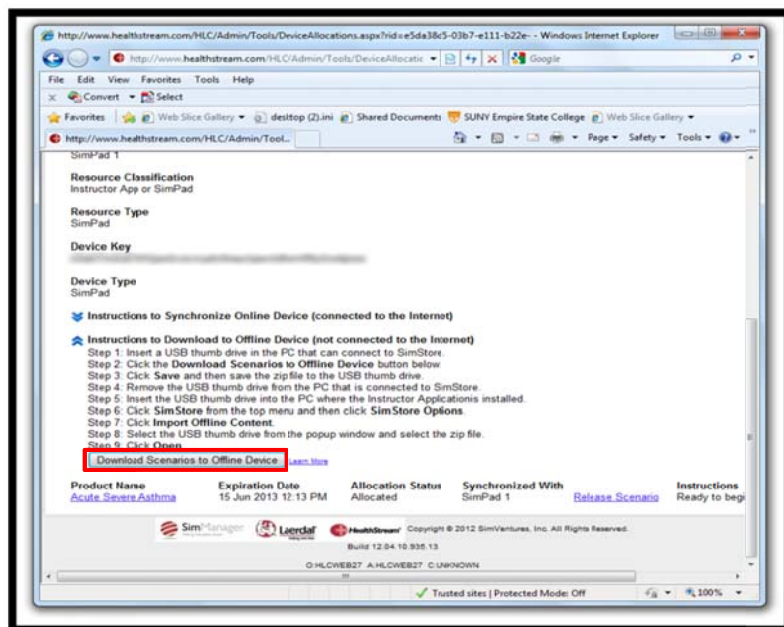 http://www.healthstream.com/HLC/Admin/Tools/DeviceAllocations.aspx?rid=e5da38c5-03b7-e111-b22e- - Windows Internet Explorer
http://www.healthstream.com/HLC/Admin/Tools/DeviceAllocatic Google
File Edit View Favorites Tools Help
x Convert Select
Favorites Web Slice Gallery desktop (2).ini Shared Documents SUNY Empire State College Web Slice Gallery
http://www.healthstream.com/HLC/Admin/Tool... Page Safety Tools
SimPad 1
Resource Classification
Instructor App or SimPad
Resource Type
SimPad
Device Key
Device Type
SimPad
Instructions to Synchronize Online Device (connected to the Internet)
Instructions to Download to Offline Device (not connected to the Internet)
Step 1: Insert a USB thumb drive in the PC that can connect to SimStore.
Step 2: Click the Download Scenarios to Offline Device button below
Step 3: Click Save and then save the zip file to the USB thumb drive.
Step 4: Remove the USB thumb drive from the PC that is connected to SimStore.
Step 5: Insert the USB thumb drive into the PC where the Instructor Applicationis installed.
Step 6: Click SimStore from the top menu and then click SimStore Options.
Step 7: Click Import Offline Content.
Step 8: Select the USB thumb drive from the popup window and select the zip file.
Step 9: Click Open
Download Scenarios to Offline Device Learn More
Product Name Expiration Date Allocation Status Synchronized With Instructions
Acute Severe Asthma 15 Jun 2013 12:13 PM Allocated SimPad 1 Release Scenario Ready to begi
SimManager Laerdal HealthStream Copyright © 2012 SimVentures, Inc. All Rights Reserved.
Build 12.04.10.935.13
O:HLCWEB27 A:HLCWEB27 C:UNKNOWN
Trusted sites | Protected Mode: Off 100%